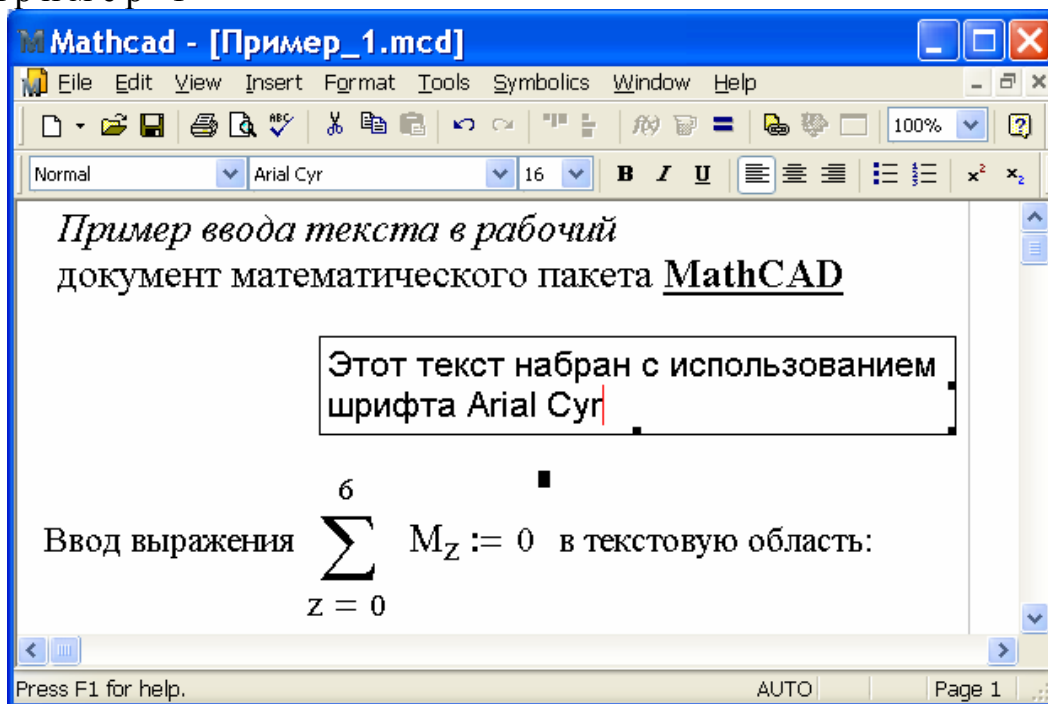 Mathcad - [Пример_1.mcd]
File Edit View Insert Format Tools Symbolics Window Help
100%
Normal Arial Cyr 16 B I U x² x₂
Пример ввода текста в рабочий
документ математического пакета MathCAD
Этот текст набран с использованием
шрифта Arial Cyr
6
Ввод выражения ∑ M_z := 0 в текстовую область:
z = 0
Press F1 for help. AUTO Page 1